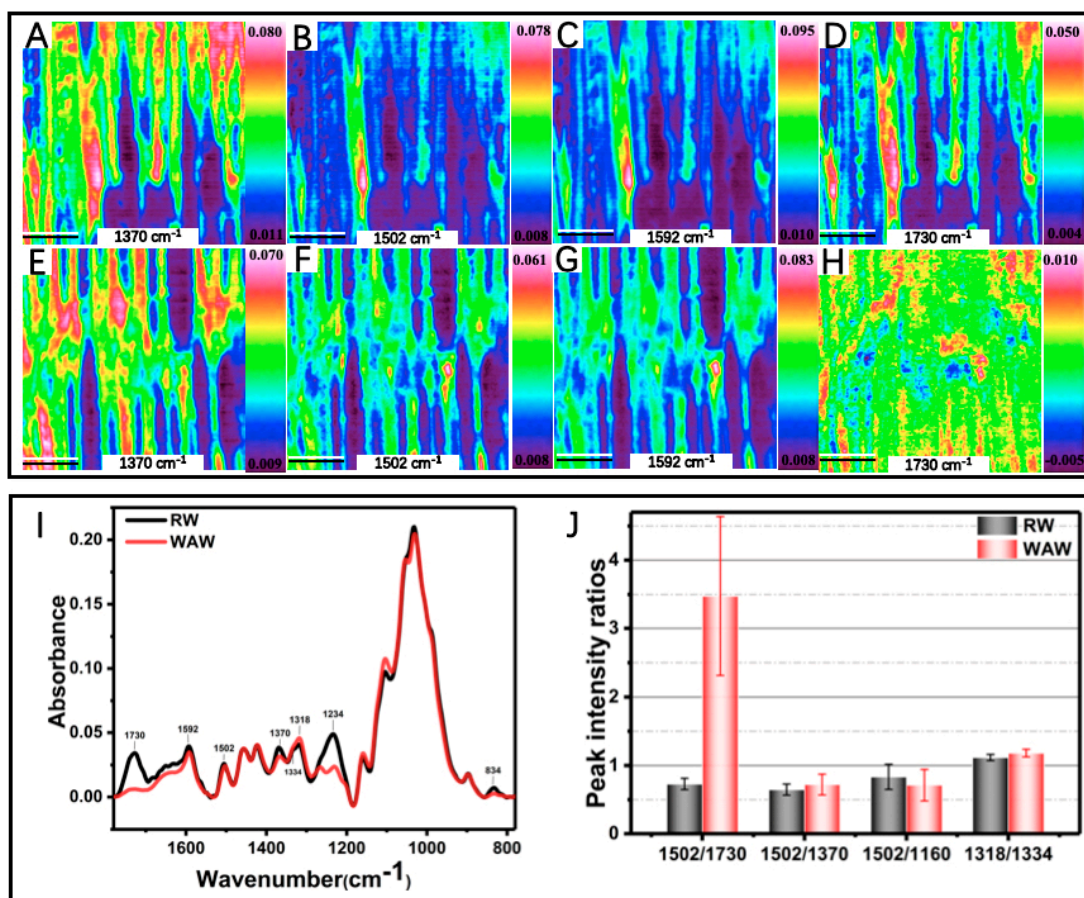 A
0.080
0.011
1370 cm-1
B
0.078
0.008
1502 cm-1
C
0.095
0.010
1592 cm-1
D
0.050
0.004
1730 cm-1
E
0.070
0.009
1370 cm-1
F
0.061
0.008
1502 cm-1
G
0.083
0.008
1592 cm-1
H
0.010
-0.005
1730 cm-1
I
RW
WAW
Absorbance
0.20
0.15
0.10
0.05
0.00
1730
1592
1502
1370
1318
1334
1234
834
1600 1400 1200 1000 800
Wavenumber(cm-1)
J
RW
WAW
Peak intensity ratios
4
3
2
1
0
1502/1730 1502/1370 1502/1160 1318/1334